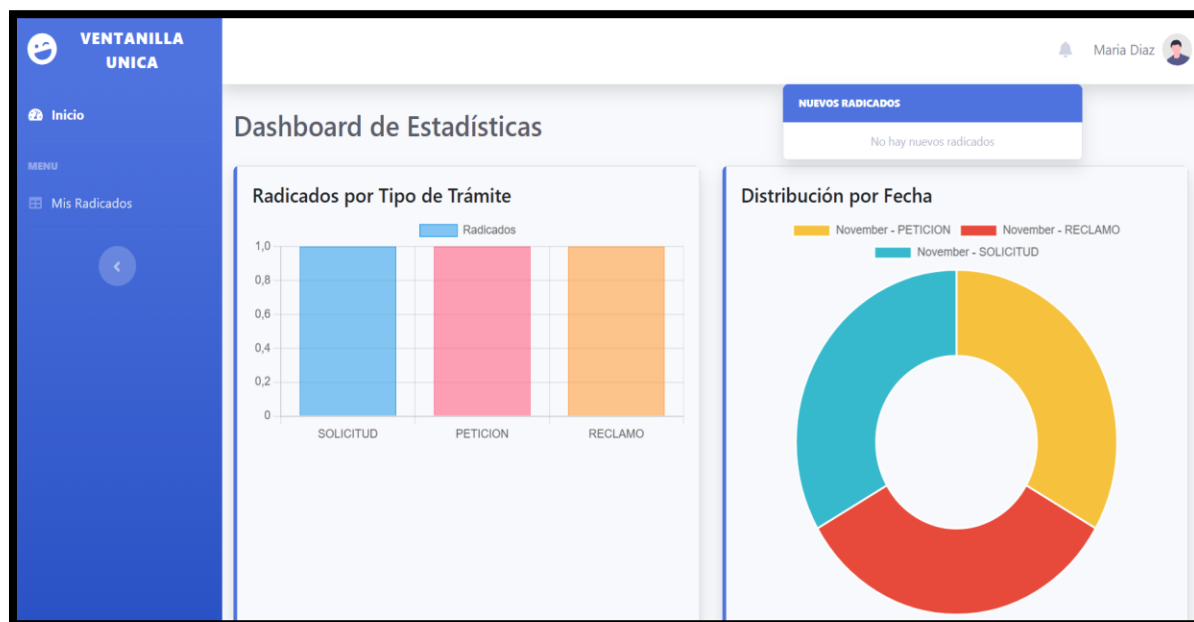 VENTANILLA
UNICA
Maria Diaz
Inicio
MENU
Mis Radicados
NUEVOS RADICADOS
No hay nuevos radicados
Dashboard de Estadísticas
Radicados por Tipo de Trámite
Radicados
1,0
0,8
0,6
0,4
0,2
0
SOLICITUD PETICION RECLAMO
Distribución por Fecha
November - PETICION November - RECLAMO
November - SOLICITUD